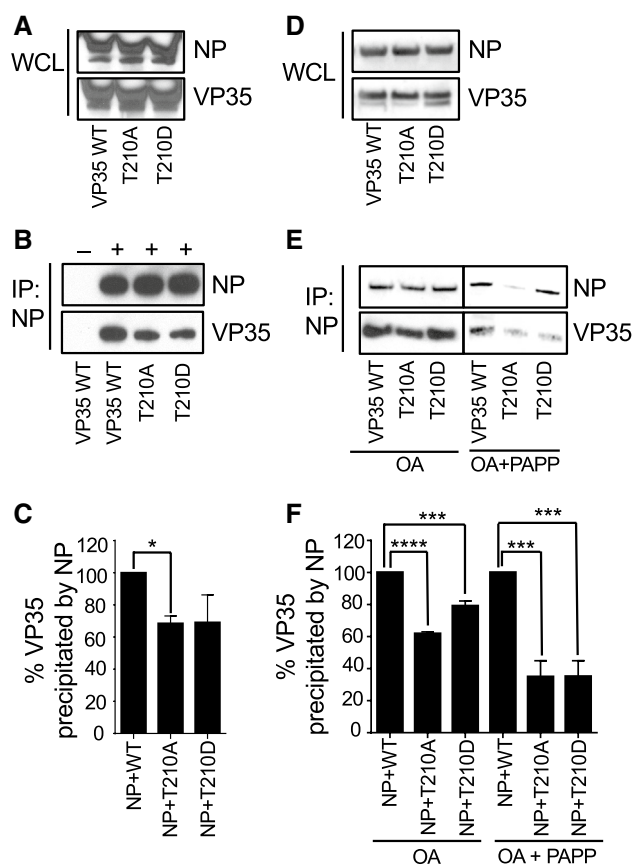 A
WCL
NP
VP35
VP35 WT
T210A
T210D
D
WCL
NP
VP35
VP35 WT
T210A
T210D
B
– + + +
IP:
NP
NP
VP35
VP35 WT
VP35 WT
T210A
T210D
E
IP:
NP
NP
VP35
VP35 WT
T210A
T210D
VP35 WT
T210A
T210D
OA
OA+PAPP
C
% VP35
precipitated by NP
120
100
80
60
40
20
0
*
NP+WT
NP+T210A
NP+T210D
F
% VP35
precipitated by NP
120
100
80
60
40
20
0
***
****
***
***
NP+WT
NP+T210A
NP+T210D
NP+WT
NP+T210A
NP+T210D
OA
OA + PAPP